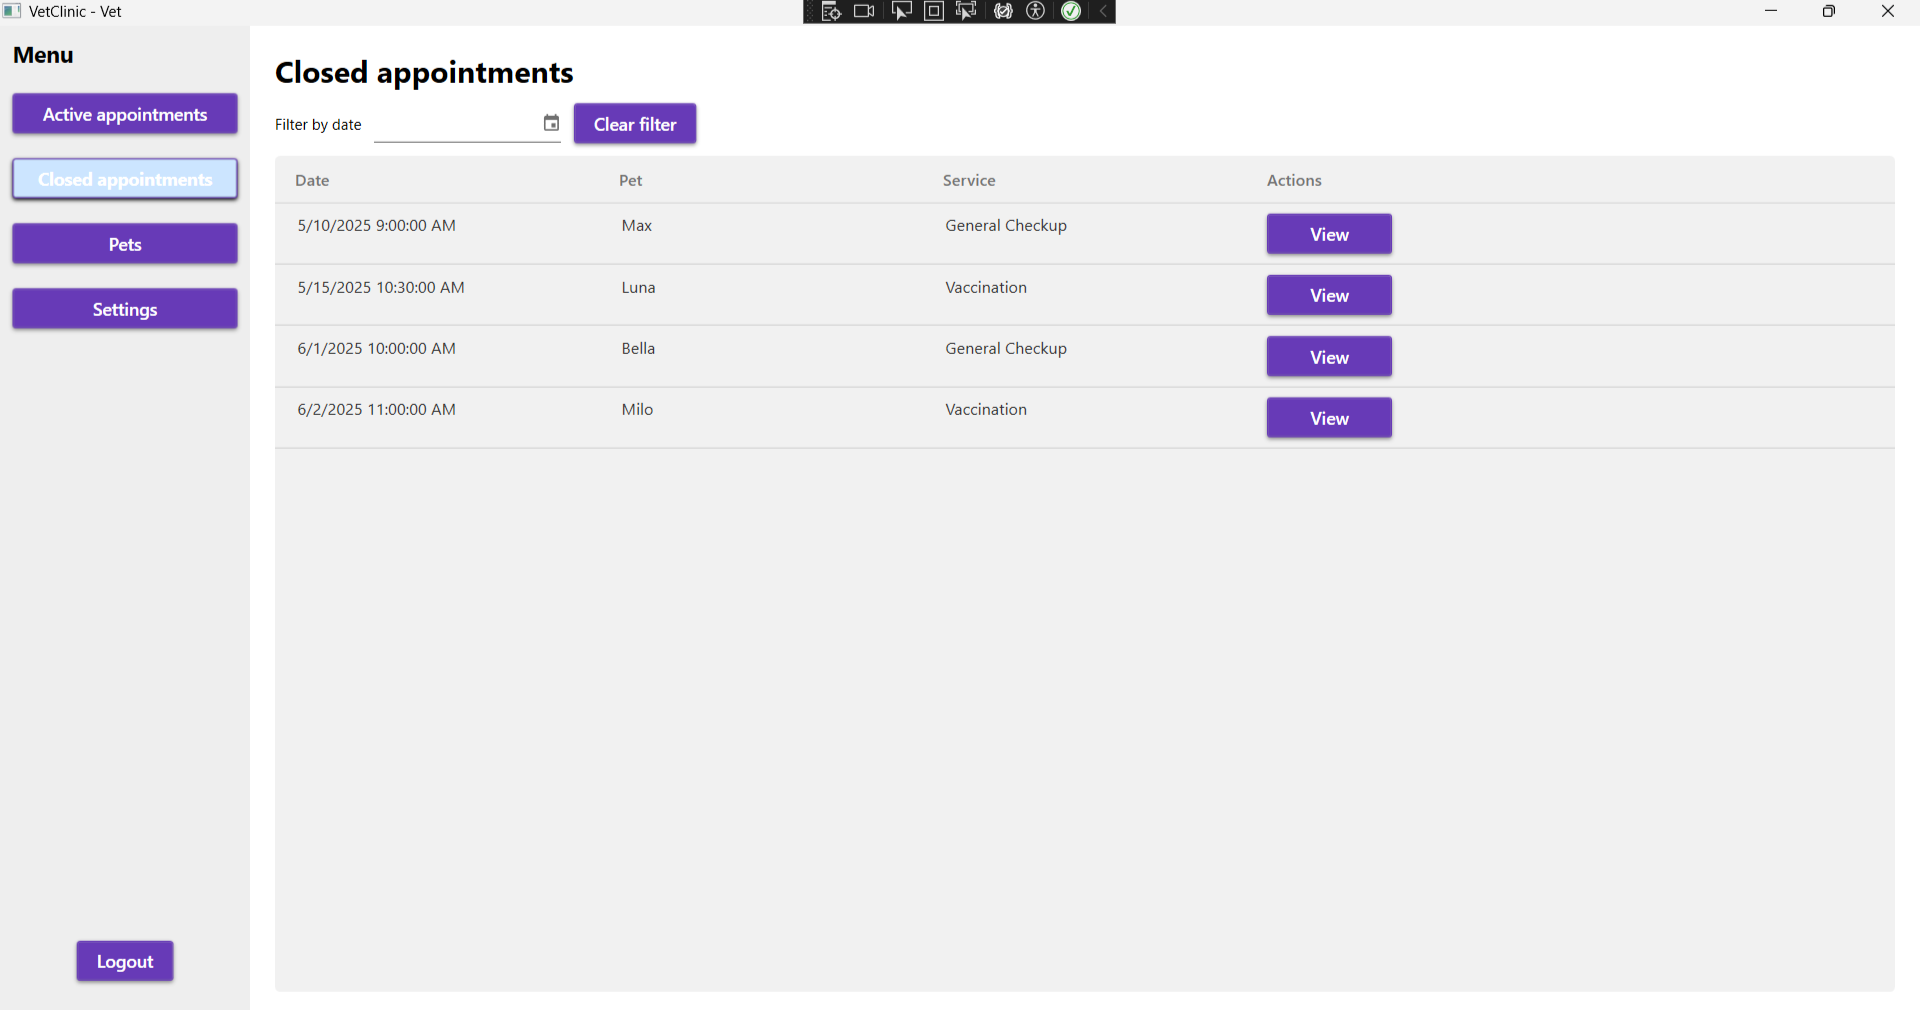 VetClinic - Vet
Menu
Active appointments
Closed appointments
Pets
Settings
Logout
Closed appointments
Filter by date
Clear filter
Date Pet Service Actions
5/10/2025 9:00:00 AM Max General Checkup View
5/15/2025 10:30:00 AM Luna Vaccination View
6/1/2025 10:00:00 AM Bella General Checkup View
6/2/2025 11:00:00 AM Milo Vaccination View